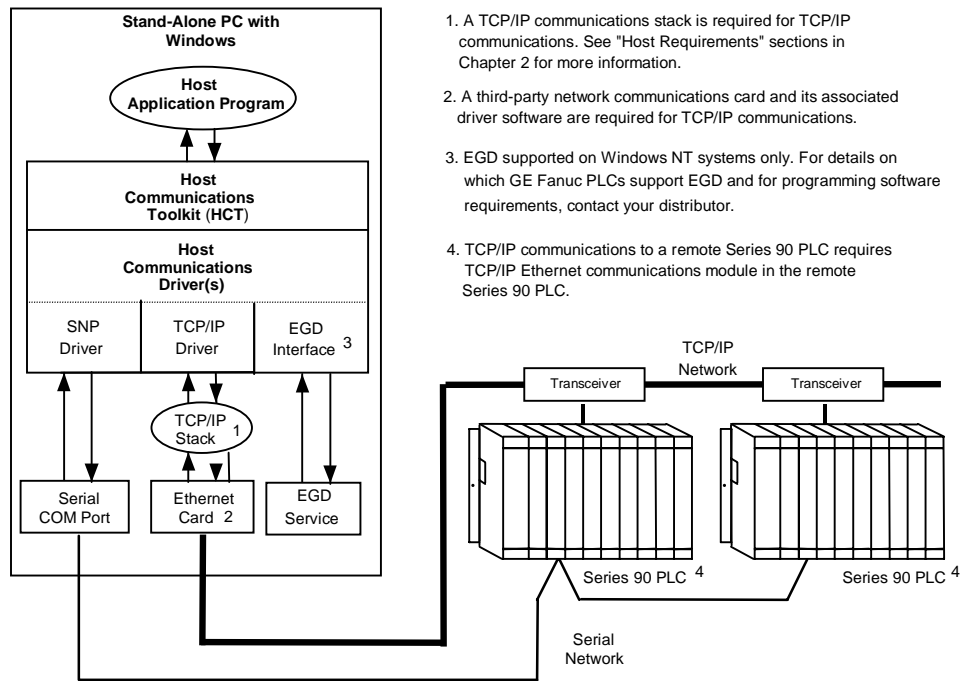 Stand-Alone PC with
Windows
Host
Application Program
Host
Communications
Toolkit (HCT)
Host
Communications
Driver(s)
SNP
Driver
TCP/IP
Driver
EGD
Interface 3
TCP/IP
Stack 1
Serial
COM Port
Ethernet
Card 2
EGD
Service
1. A TCP/IP communications stack is required for TCP/IP
communications. See "Host Requirements" sections in
Chapter 2 for more information.
2. A third-party network communications card and its associated
driver software are required for TCP/IP communications.
3. EGD supported on Windows NT systems only. For details on
which GE Fanuc PLCs support EGD and for programming software
requirements, contact your distributor.
4. TCP/IP communications to a remote Series 90 PLC requires
TCP/IP Ethernet communications module in the remote
Series 90 PLC.
TCP/IP
Network
Transceiver
Transceiver
Series 90 PLC 4
Series 90 PLC 4
Serial
Network